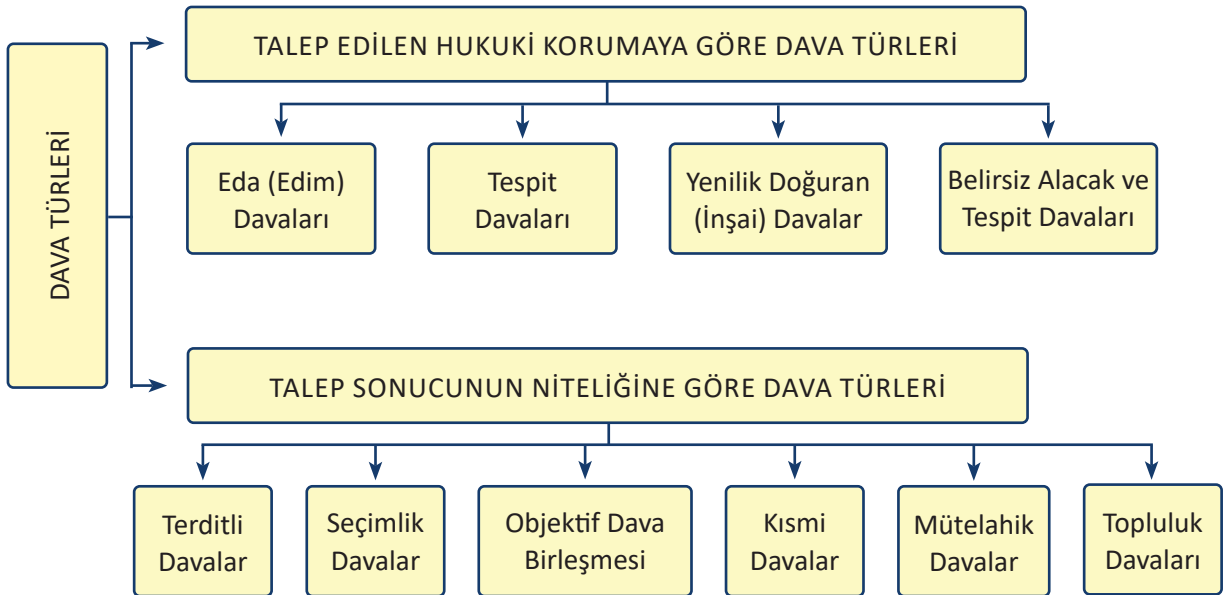 DAVA TÜRLERİ
TALEP EDİLEN HUKUKİ KORUMAYA GÖRE DAVA TÜRLERİ
Eda (Edim)
Davaları
Tespit
Davaları
Yenilik Doğuran
(İnşai) Davalar
Belirsiz Alacak ve
Tespit Davaları
TALEP SONUCUNUN NİTELİĞİNE GÖRE DAVA TÜRLERİ
Terditli
Davalar
Seçimlik
Davalar
Objektif Dava
Birleşmesi
Kısmi
Davalar
Mütelahik
Davalar
Topluluk
Davaları